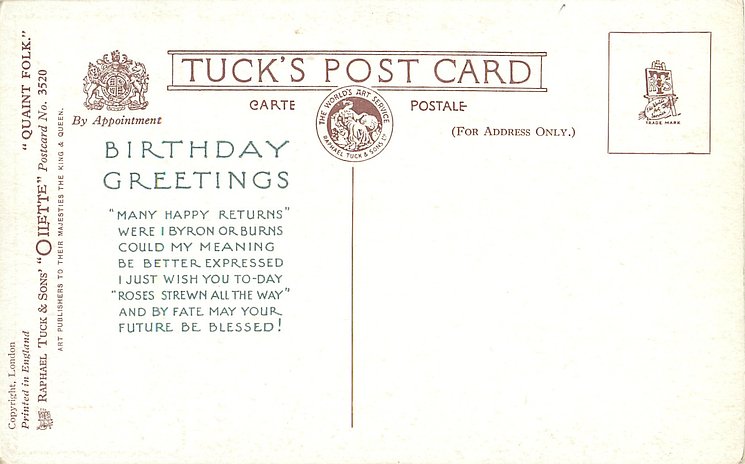 TUCK'S POST CARD
CARTE POSTALE
(FOR ADDRESS ONLY.)
By Appointment
THE WORLD'S ART SERVICE
RAPHAEL TUCK & SONS LD
TRADE MARK
BIRTHDAY
GREETINGS
"MANY HAPPY RETURNS"
WERE I BYRON OR BURNS
COULD MY MEANING
BE BETTER EXPRESSED
I JUST WISH YOU TO-DAY
"ROSES STREWN ALL THE WAY"
AND BY FATE MAY YOUR
FUTURE BE BLESSED!
Copyright, London
Printed in England
RAPHAEL TUCK & SONS' "OILETTE" Postcard No. 3520
"QUAINT FOLK."
ART PUBLISHERS TO THEIR MAJESTIES THE KING & QUEEN.